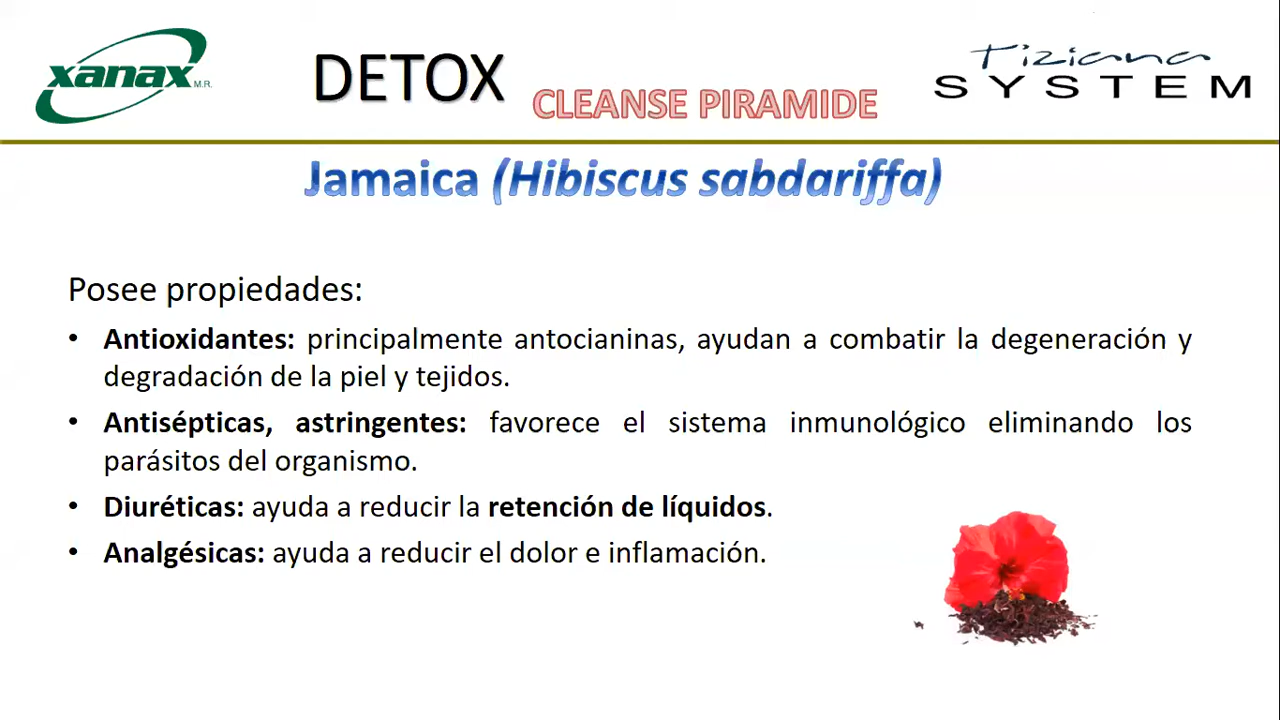 xanax M.R.
DETOX
CLEANSE PIRAMIDE
Tiziana
SYSTEM
Jamaica (Hibiscus sabdariffa)
Posee propiedades:
• Antioxidantes: principalmente antocianinas, ayudan a combatir la degeneración y
degradación de la piel y tejidos.
• Antisépticas, astringentes: favorece el sistema inmunológico eliminando los
parásitos del organismo.
• Diuréticas: ayuda a reducir la retención de líquidos.
• Analgésicas: ayuda a reducir el dolor e inflamación.